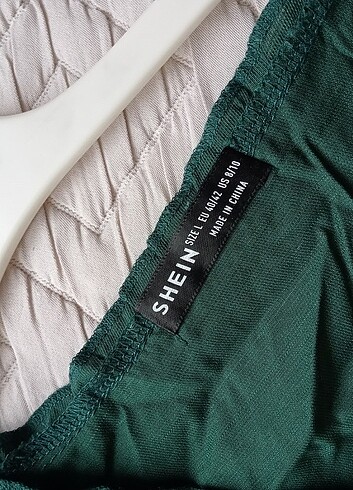 SHEIN
SIZE L EU 40/42 US 8/10
MADE IN CHINA